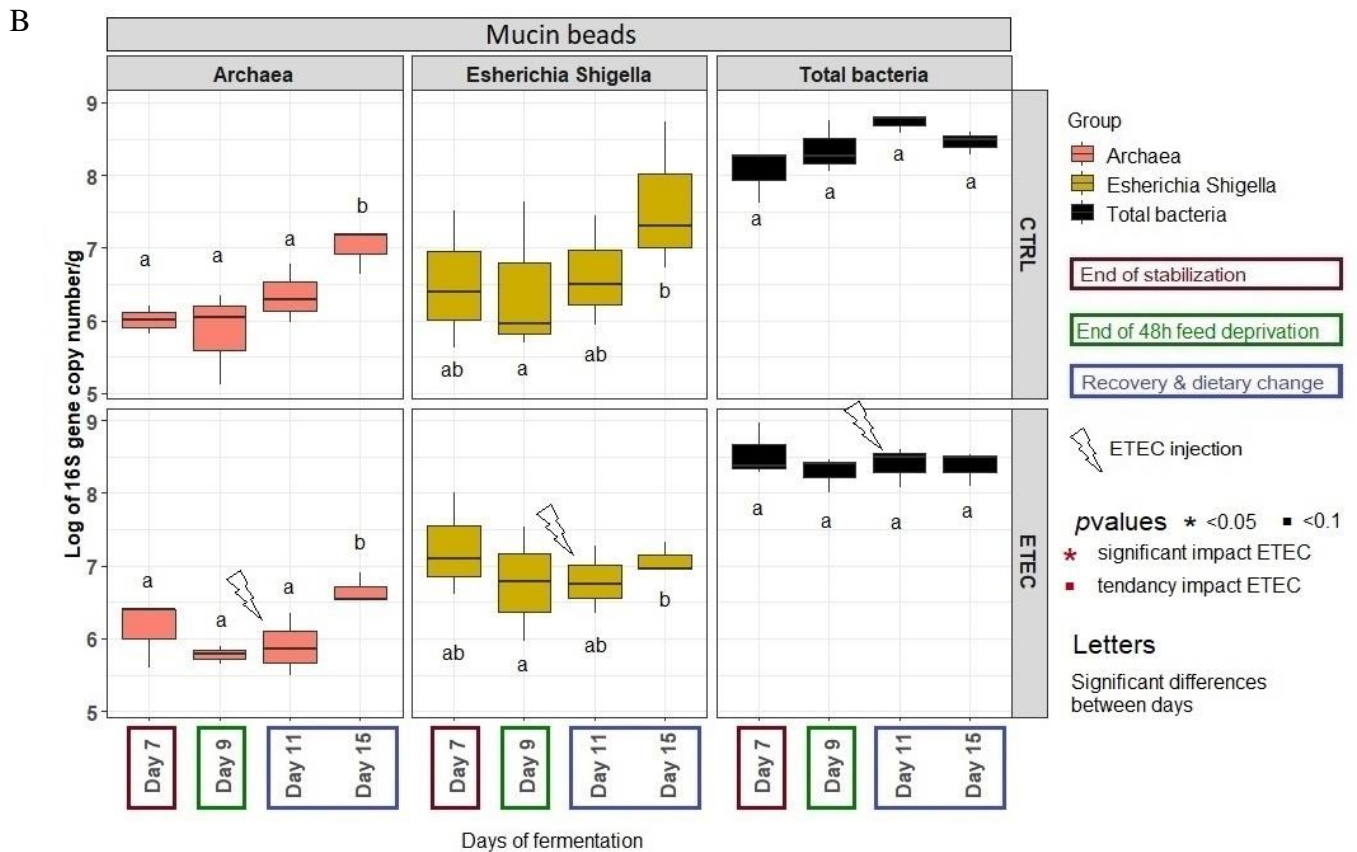 B
Mucin beads
Archaea
Esherichia Shigella
Total bacteria
Log of 16S gene copy number/g
9
8
7
6
5
a
a
a
b
ab
a
ab
b
a
a
a
a
CTRL
9
8
7
6
5
a
a
a
b
ab
a
ab
b
a
a
a
a
ETEC
Day 7
Day 9
Day 11
Day 15
Day 7
Day 9
Day 11
Day 15
Day 7
Day 9
Day 11
Day 15
Days of fermentation
Group
Archaea
Esherichia Shigella
Total bacteria
End of stabilization
End of 48h feed deprivation
Recovery & dietary change
ETEC injection
pvalues * <0.05 ▪ <0.1
* significant impact ETEC
▪ tendancy impact ETEC
Letters
Significant differences
between days